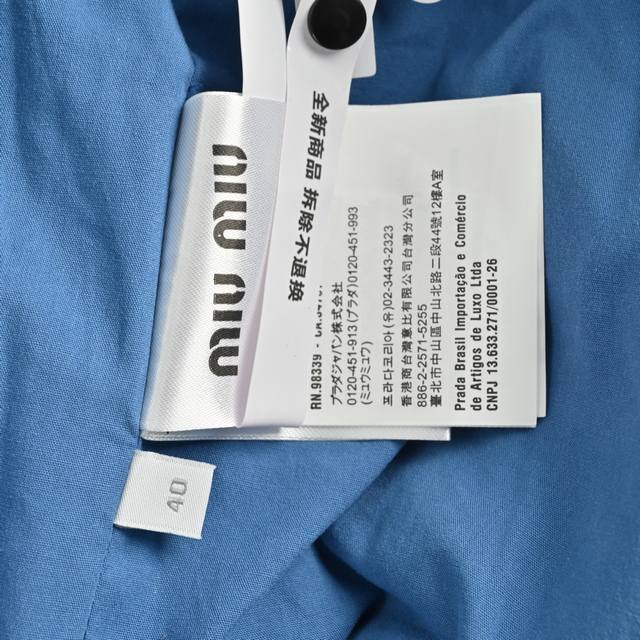 MIU MIU
全新商品 拆除不退換
RN.98339 - CA.
プラダジャパン株式会社
0120-451-913(プラダ)0120-451-993
(ミュウミュウ)
프라다코리아(유)02-3443-2323
香港商台灣意比有限公司台灣分公司
886-2-2571-5255
臺北市中山區中山北路二段44號12樓A室
Prada Brasil Importação e Comércio
de Artigos de Luxo Ltda
CNPJ 13.633.271/0001-26
40